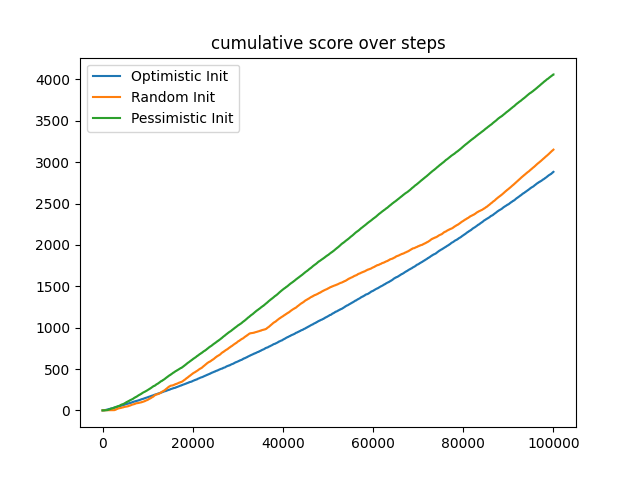 cumulative score over steps
Optimistic Init
Random Init
Pessimistic Init
4000
3500
3000
2500
2000
1500
1000
500
0
0 20000 40000 60000 80000 100000